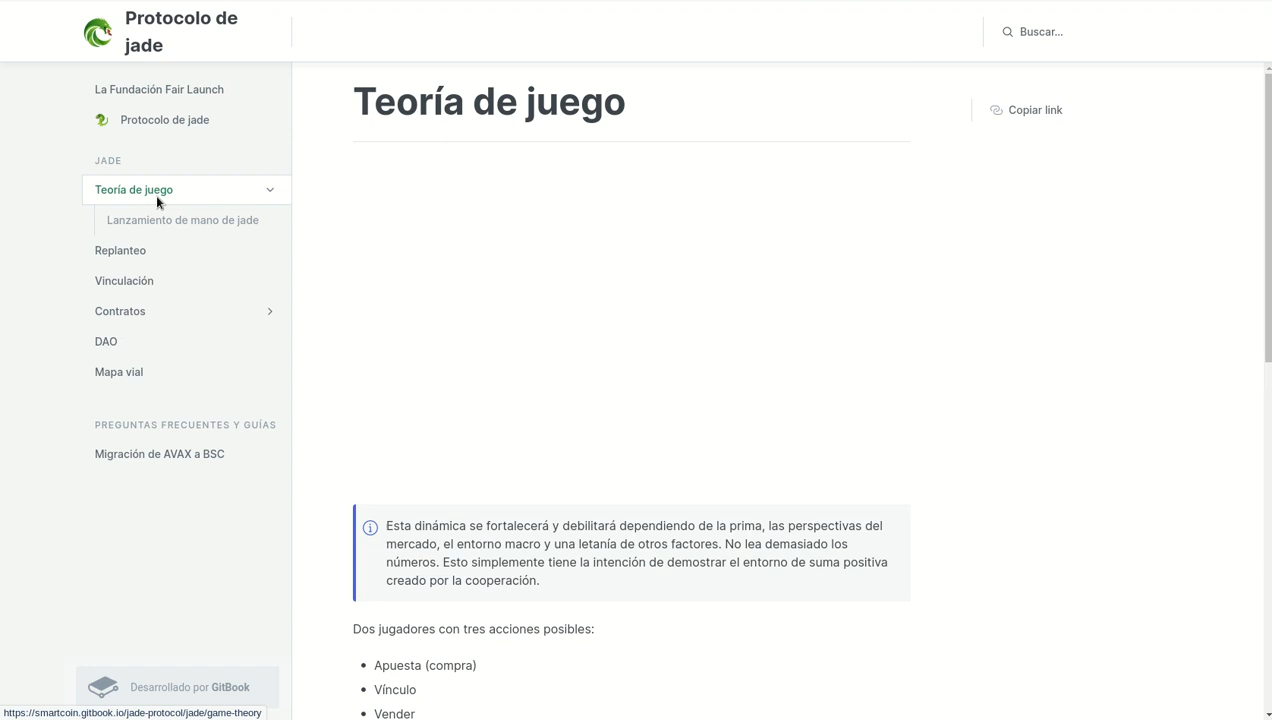 Protocolo de
jade
Buscar...
La Fundación Fair Launch
Protocolo de jade
JADE
Teoría de juego
Lanzamiento de mano de jade
Replanteo
Vinculación
Contratos
DAO
Mapa vial
PREGUNTAS FRECUENTES Y GUÍAS
Migración de AVAX a BSC
Desarrollado por GitBook
https://smartcoin.gitbook.io/jade-protocol/jade/game-theory
Teoría de juego
Copiar link
Esta dinámica se fortalecerá y debilitará dependiendo de la prima, las perspectivas del
mercado, el entorno macro y una letanía de otros factores. No lea demasiado los
números. Esto simplemente tiene la intención de demostrar el entorno de suma positiva
creado por la cooperación.
Dos jugadores con tres acciones posibles:
• Apuesta (compra)
• Vínculo
• Vender